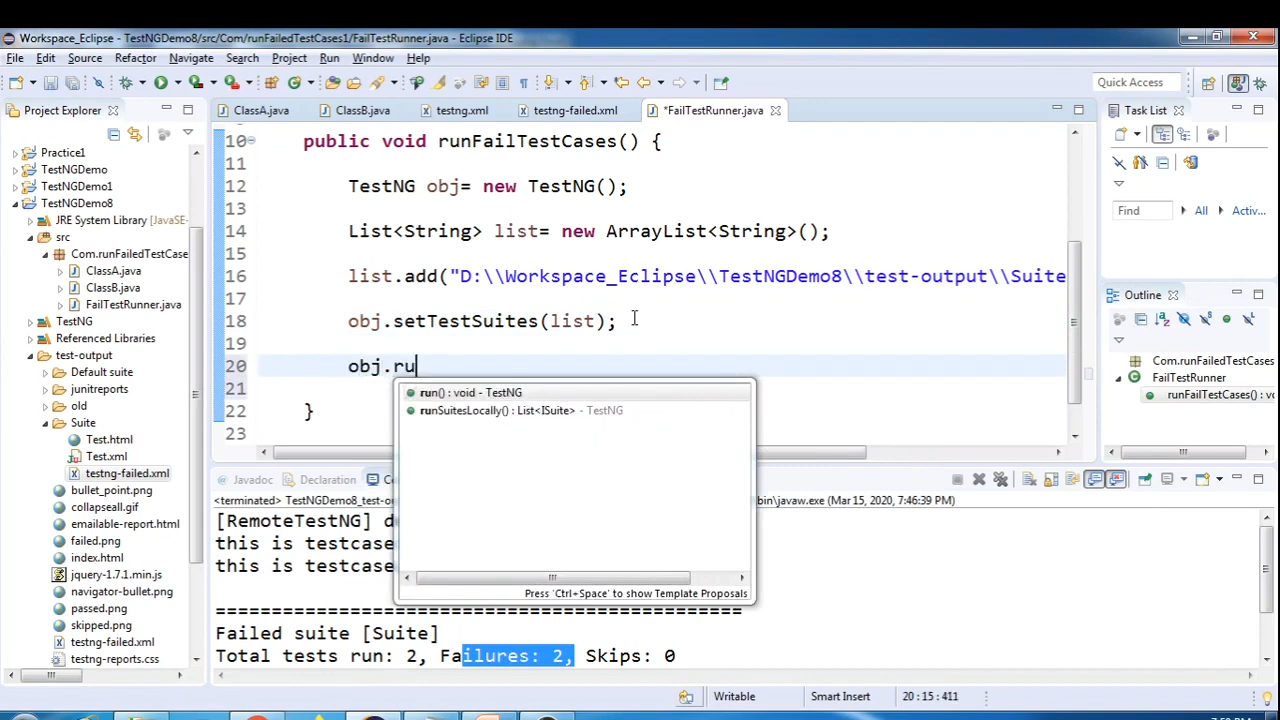 Workspace_Eclipse - TestNGDemo8/src/Com/runFailedTestCases1/FailTestRunner.java - Eclipse IDE
File Edit Source Refactor Navigate Search Project Run Window Help
Quick Access
Project Explorer
ClassA.java
ClassB.java
testng.xml
testng-failed.xml
*FailTestRunner.java
Task List
Practice1
TestNGDemo
TestNGDemo1
TestNGDemo8
JRE System Library [JavaSE-
src
Com.runFailedTestCase
ClassA.java
ClassB.java
FailTestRunner.java
TestNG
Referenced Libraries
test-output
Default suite
junitreports
old
Suite
Test.html
Test.xml
testng-failed.xml
bullet_point.png
collapseall.gif
emailable-report.html
failed.png
index.html
jquery-1.7.1.min.js
navigator-bullet.png
passed.png
skipped.png
testng-failed.xml
testng-reports.css
10 public void runFailTestCases() {
11
12 TestNG obj= new TestNG();
13
14 List<String> list= new ArrayList<String>();
15
16 list.add("D:\\Workspace_Eclipse\\TestNGDemo8\\test-output\\Suite
17
18 obj.setTestSuites(list);
19
20 obj.ru
21
22 }
23
run() : void - TestNG
runSuitesLocally() : List<ISuite> - TestNG
Press 'Ctrl+Space' to show Template Proposals
Find All Activ...
Outline
Com.runFailedTestCases
FailTestRunner
runFailTestCases() : vo
Javadoc Declaration Co
<terminated> TestNGDemo8_test-ou
bin\javaw.exe (Mar 15, 2020, 7:46:39 PM)
[RemoteTestNG] d
this is testcase
this is testcase
===============================================
Failed suite [Suite]
Total tests run: 2, Failures: 2, Skips: 0
Writable Smart Insert 20 : 15 : 411